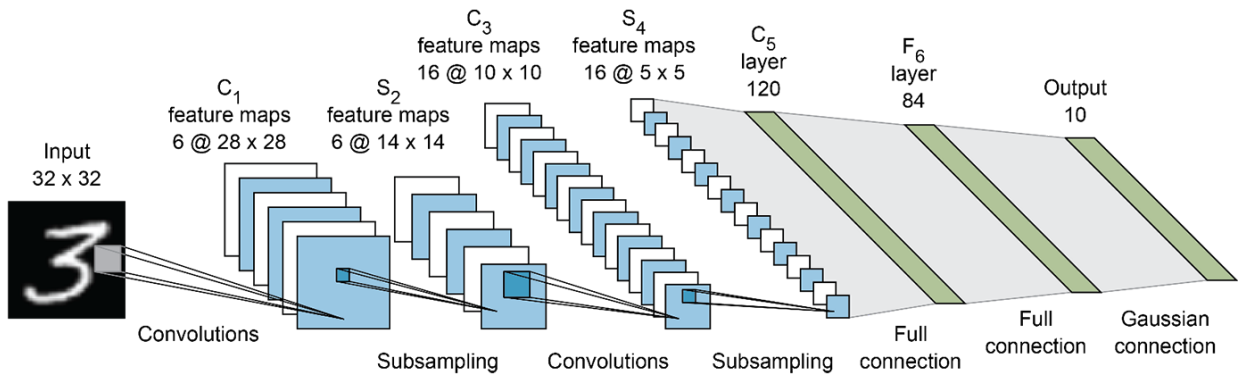 Input
32 x 32
C1
feature maps
6 @ 28 x 28
S2
feature maps
6 @ 14 x 14
C3
feature maps
16 @ 10 x 10
S4
feature maps
16 @ 5 x 5
C5
layer
120
F6
layer
84
Output
10
3
Convolutions
Subsampling
Convolutions
Subsampling
Full
connection
Full
connection
Gaussian
connection